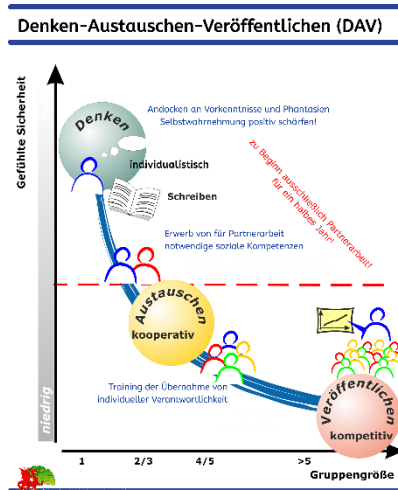 Denken-Austauschen-Veröffentlichen (DAV)
Gefühlte Sicherheit
Denken
Andocken an Vorkenntnisse und Phantasien
Selbstwahrnehmung positiv schärfen!
individualistisch
Schreiben
zu Beginn ausschließlich Partnerarbeit!
für ein halbes Jahr!
Erwerb von für Partnerarbeit
notwendige soziale Kompetenzen
Austauschen
kooperativ
Training der Übernahme von
individueller Verantwortlichkeit
Veröffentlichen
kompetitiv
niedrig
1
2/3
4/5
>5
Gruppengröße